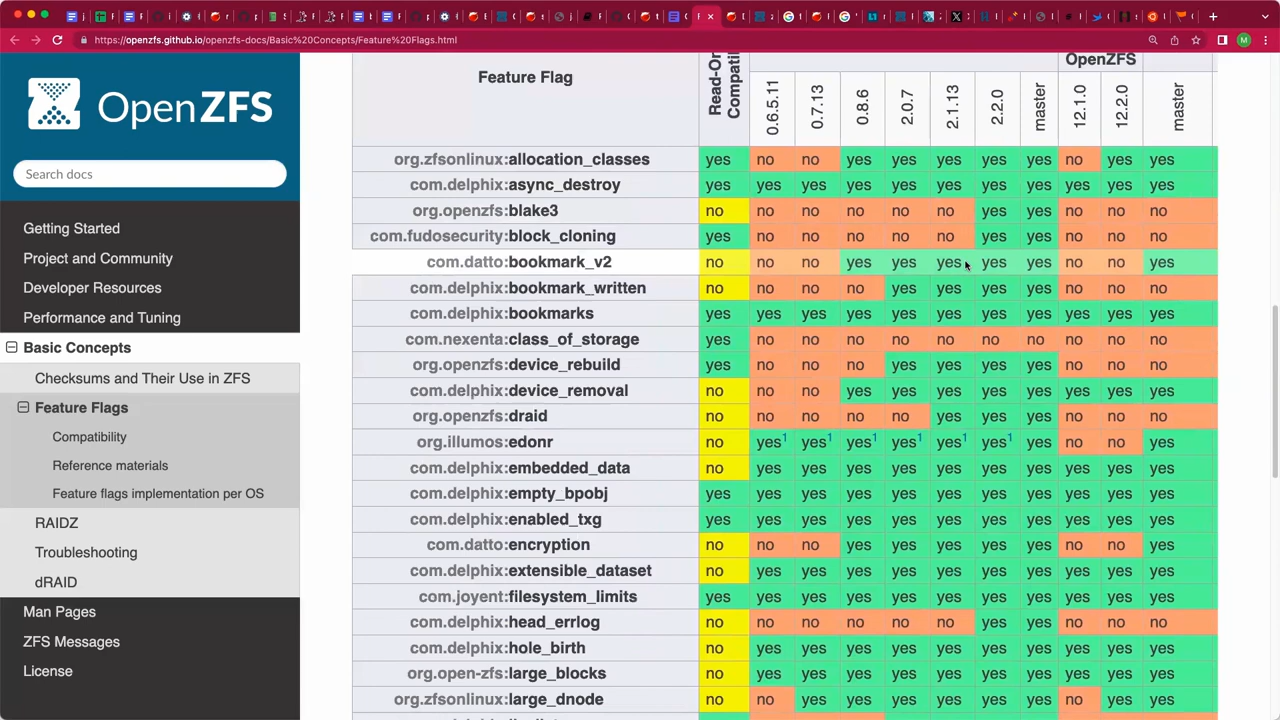 https://openzfs.github.io/openzfs-docs/Basic%20Concepts/Feature%20Flags.html
M
OpenZFS
Search docs
Getting Started
Project and Community
Developer Resources
Performance and Tuning
Basic Concepts
Checksums and Their Use in ZFS
Feature Flags
Compatibility
Reference materials
Feature flags implementation per OS
RAIDZ
Troubleshooting
dRAID
Man Pages
ZFS Messages
License
OpenZFS
Feature Flag Read-On Compatible 0.6.5.11 0.7.13 0.8.6 2.0.7 2.1.13 2.2.0 master 12.1.0 12.2.0 master
org.zfsonlinux:allocation_classes yes no no yes yes yes yes yes no yes yes
com.delphix:async_destroy yes yes yes yes yes yes yes yes yes yes yes
org.openzfs:blake3 no no no no no no yes yes no no no
com.fudosecurity:block_cloning yes no no no no no yes yes no no no
com.datto:bookmark_v2 no no no yes yes yes yes yes no no yes
com.delphix:bookmark_written no no no no yes yes yes yes no no no
com.delphix:bookmarks yes yes yes yes yes yes yes yes yes yes yes
com.nexenta:class_of_storage yes no no no no no no no no no no
org.openzfs:device_rebuild yes no no no yes yes yes yes no no no
com.delphix:device_removal no no no yes yes yes yes yes yes yes yes
org.openzfs:draid no no no no no yes yes yes no no no
org.illumos:edonr no yes1 yes1 yes1 yes1 yes1 yes1 yes no no yes
com.delphix:embedded_data no yes yes yes yes yes yes yes yes yes yes
com.delphix:empty_bpobj yes yes yes yes yes yes yes yes yes yes yes
com.delphix:enabled_txg yes yes yes yes yes yes yes yes yes yes yes
com.datto:encryption no no no yes yes yes yes yes no no yes
com.delphix:extensible_dataset no yes yes yes yes yes yes yes yes yes yes
com.joyent:filesystem_limits yes yes yes yes yes yes yes yes yes yes yes
com.delphix:head_errlog no no no no no no yes yes no no no
com.delphix:hole_birth no yes yes yes yes yes yes yes yes yes yes
org.open-zfs:large_blocks no yes yes yes yes yes yes yes yes yes yes
org.zfsonlinux:large_dnode no no yes yes yes yes yes yes no yes yes